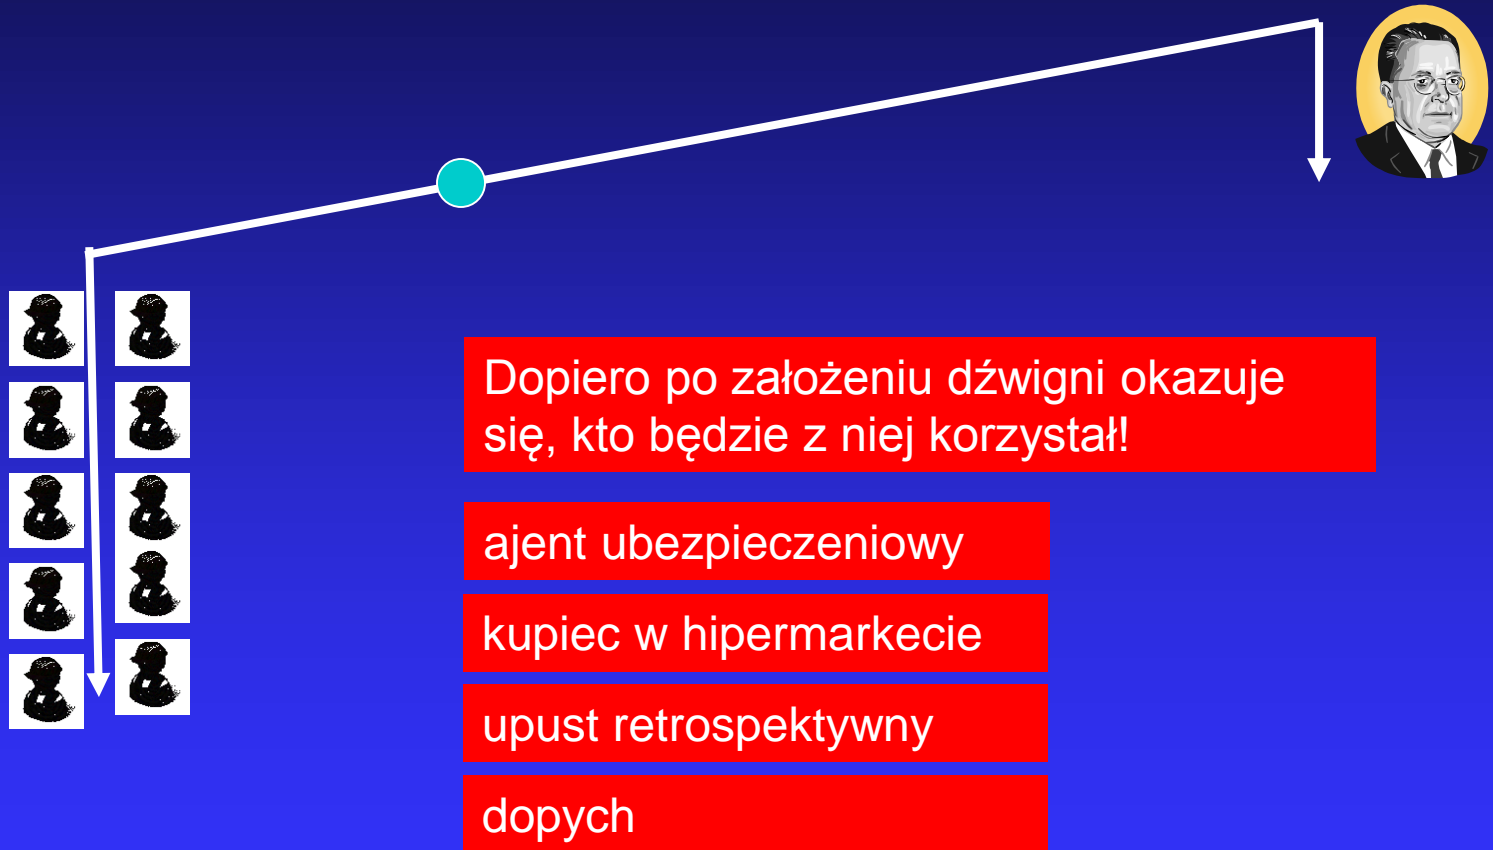 Dopiero po założeniu dźwigni okazuje
się, kto będzie z niej korzystał!
ajent ubezpieczeniowy
kupiec w hipermarkecie
upust retrospektywny
dopych